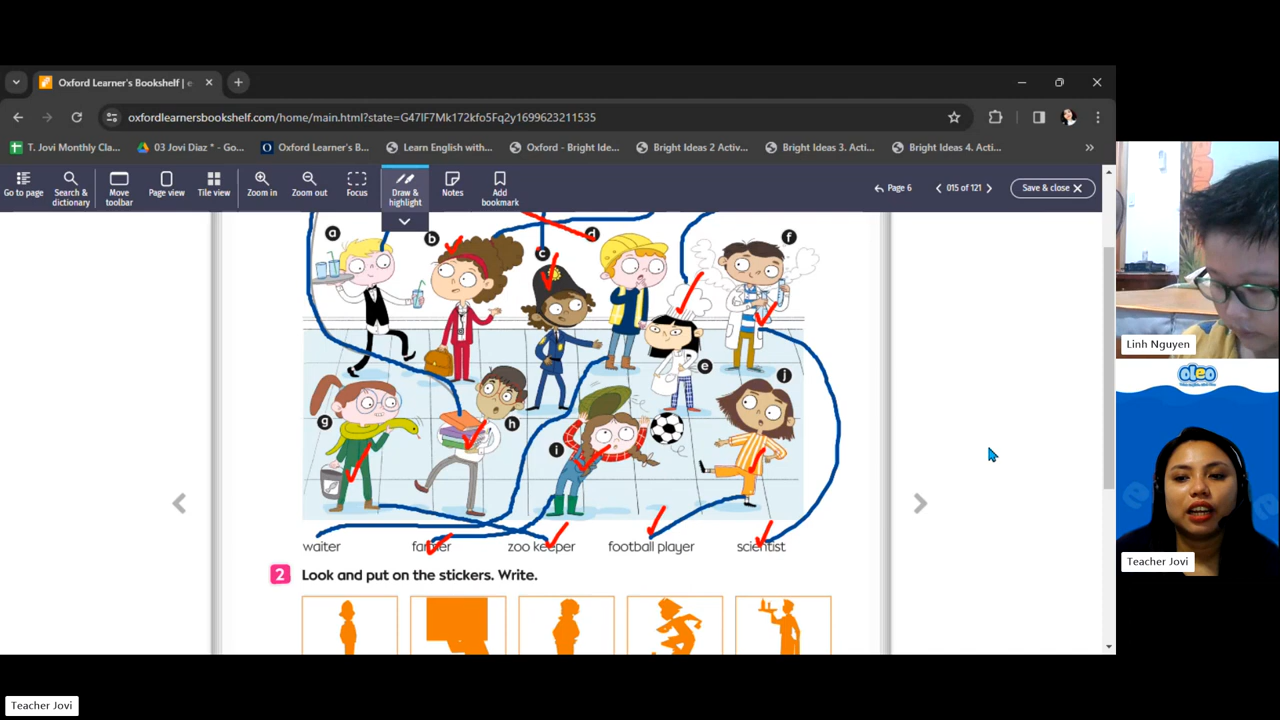 Oxford Learner's Bookshelf | e
oxfordlearnersbookshelf.com/home/main.html?state=G47IF7Mk172kfo5Fq2y1699623211535
T. Jovi Monthly Cla...
03 Jovi Diaz * - Go...
Oxford Learner's B...
Learn English with...
Oxford - Bright Ide...
Bright Ideas 2 Activ...
Bright Ideas 3. Activ...
Bright Ideas 4. Acti...
Go to page
Search & dictionary
Move toolbar
Page view
Tile view
Zoom in
Zoom out
Focus
Draw & highlight
Notes
Add bookmark
Page 6
015 of 121
Save & close
a
b
c
d
e
f
g
h
i
j
waiter
farmer
zoo keeper
football player
scientist
2 Look and put on the stickers. Write.
Linh Nguyen
oleo
Teacher Jovi
Teacher Jovi